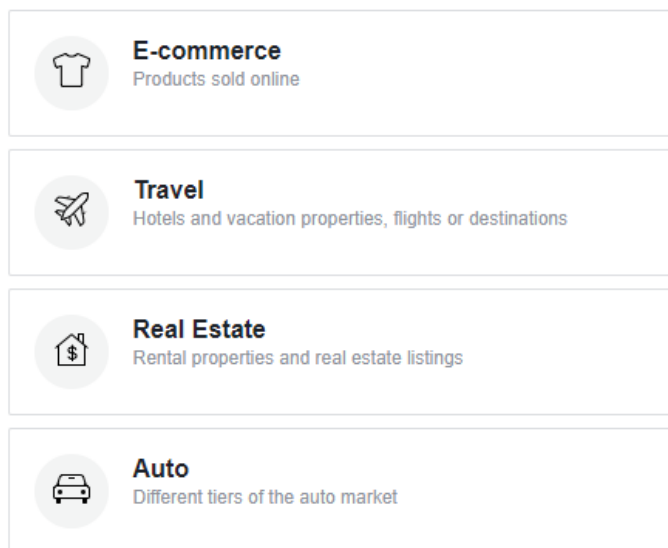 E-commerce
Products sold online
Travel
Hotels and vacation properties, flights or destinations
Real Estate
Rental properties and real estate listings
Auto
Different tiers of the auto market